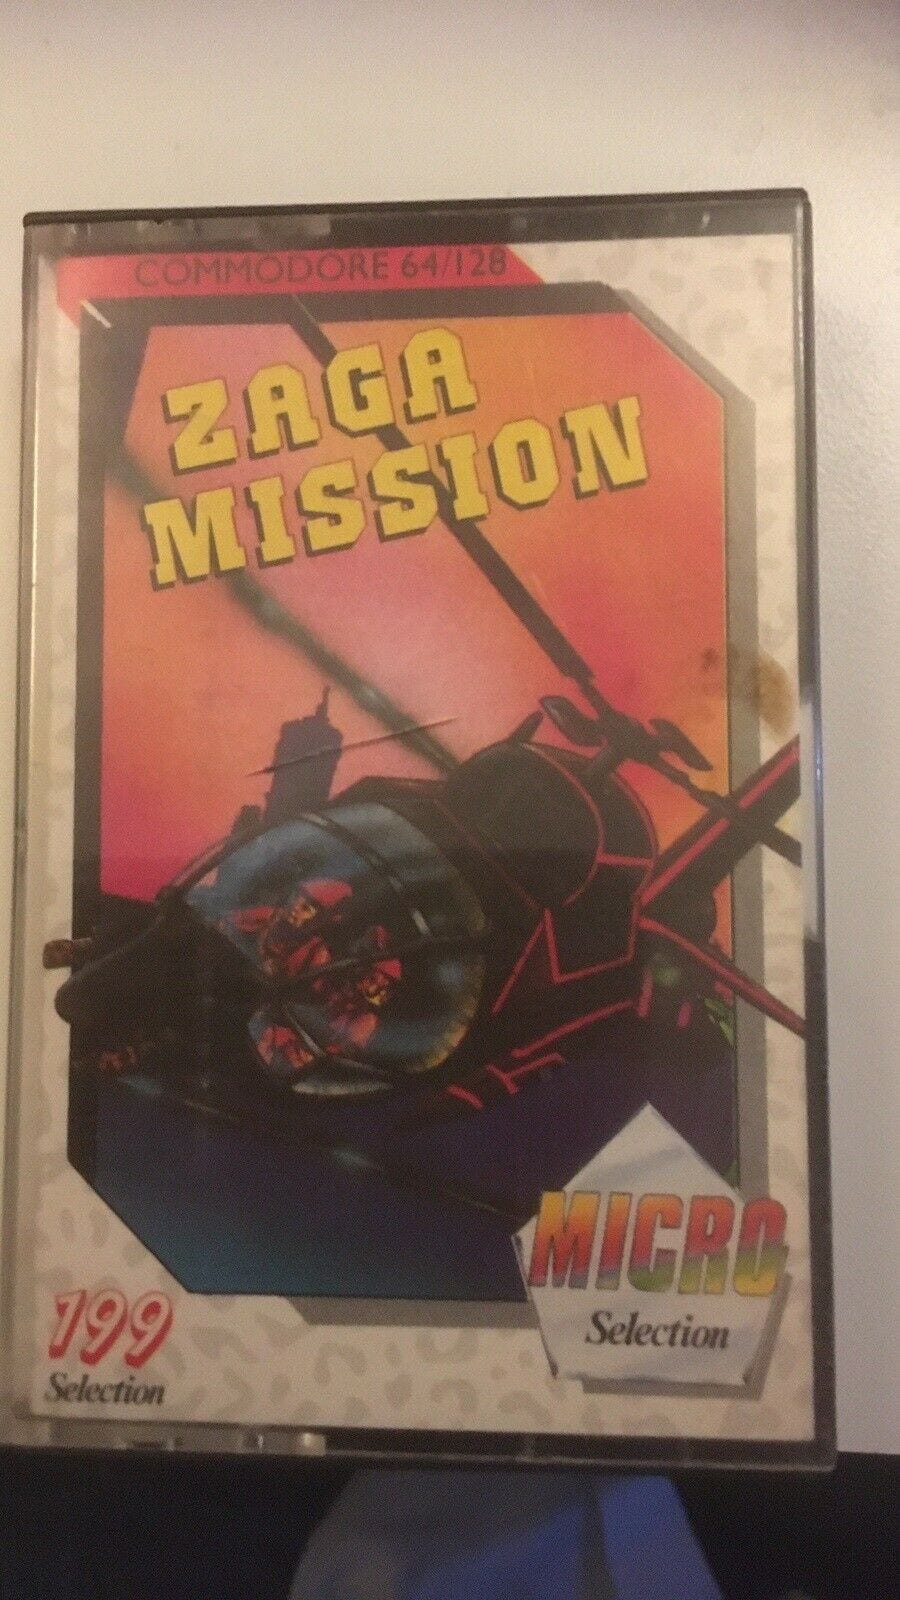 COMMODORE 64/128
ZAGA
MISSION
MICRO
Selection
199
Selection